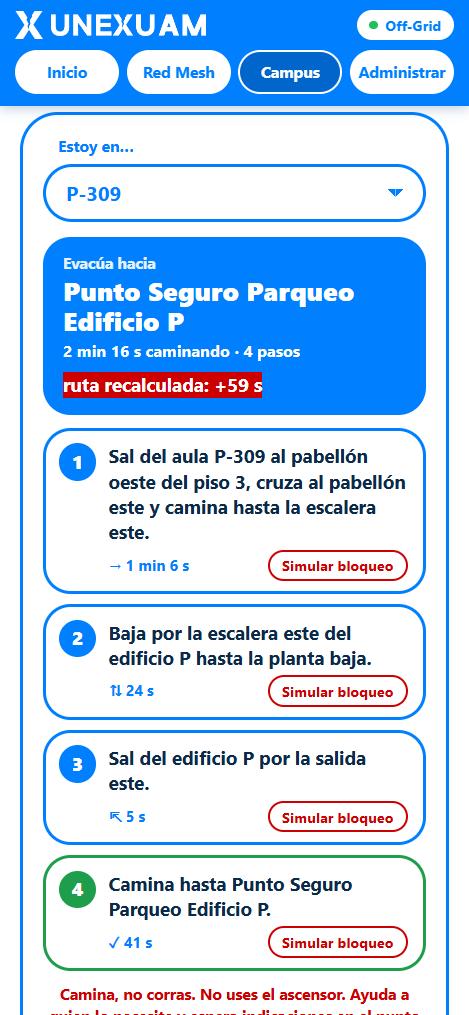 UNEXUAM
Off-Grid
Inicio
Red Mesh
Campus
Administrar
Estoy en...
P-309
Evacúa hacia
Punto Seguro Parqueo
Edificio P
2 min 16 s caminando · 4 pasos
ruta recalculada: +59 s
1
Sal del aula P-309 al pabellón
oeste del piso 3, cruza al pabellón
este y camina hasta la escalera
este.
→ 1 min 6 s
Simular bloqueo
2
Baja por la escalera este del
edificio P hasta la planta baja.
⇅ 24 s
Simular bloqueo
3
Sal del edificio P por la salida
este.
↸ 5 s
Simular bloqueo
4
Camina hasta Punto Seguro
Parqueo Edificio P.
✓ 41 s
Simular bloqueo
Camina, no corras. No uses el ascensor. Ayuda a